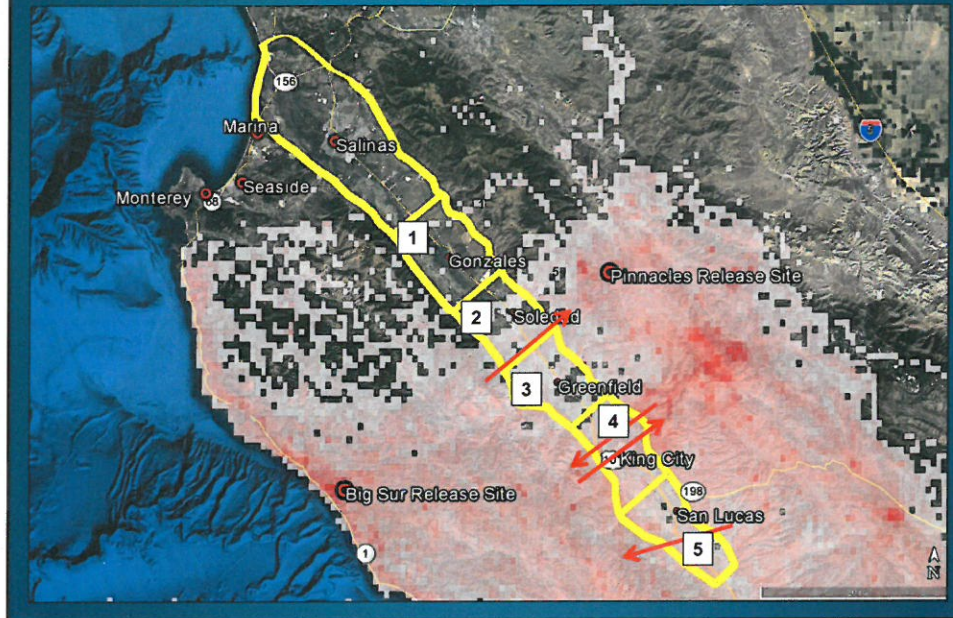 156
5
Marina
Salinas
Seaside
Monterey
68
1
Gonzales
Pinnacles Release Site
2
Soledad
3
Greenfield
4
King City
Big Sur Release Site
198
San Lucas
1
5
N